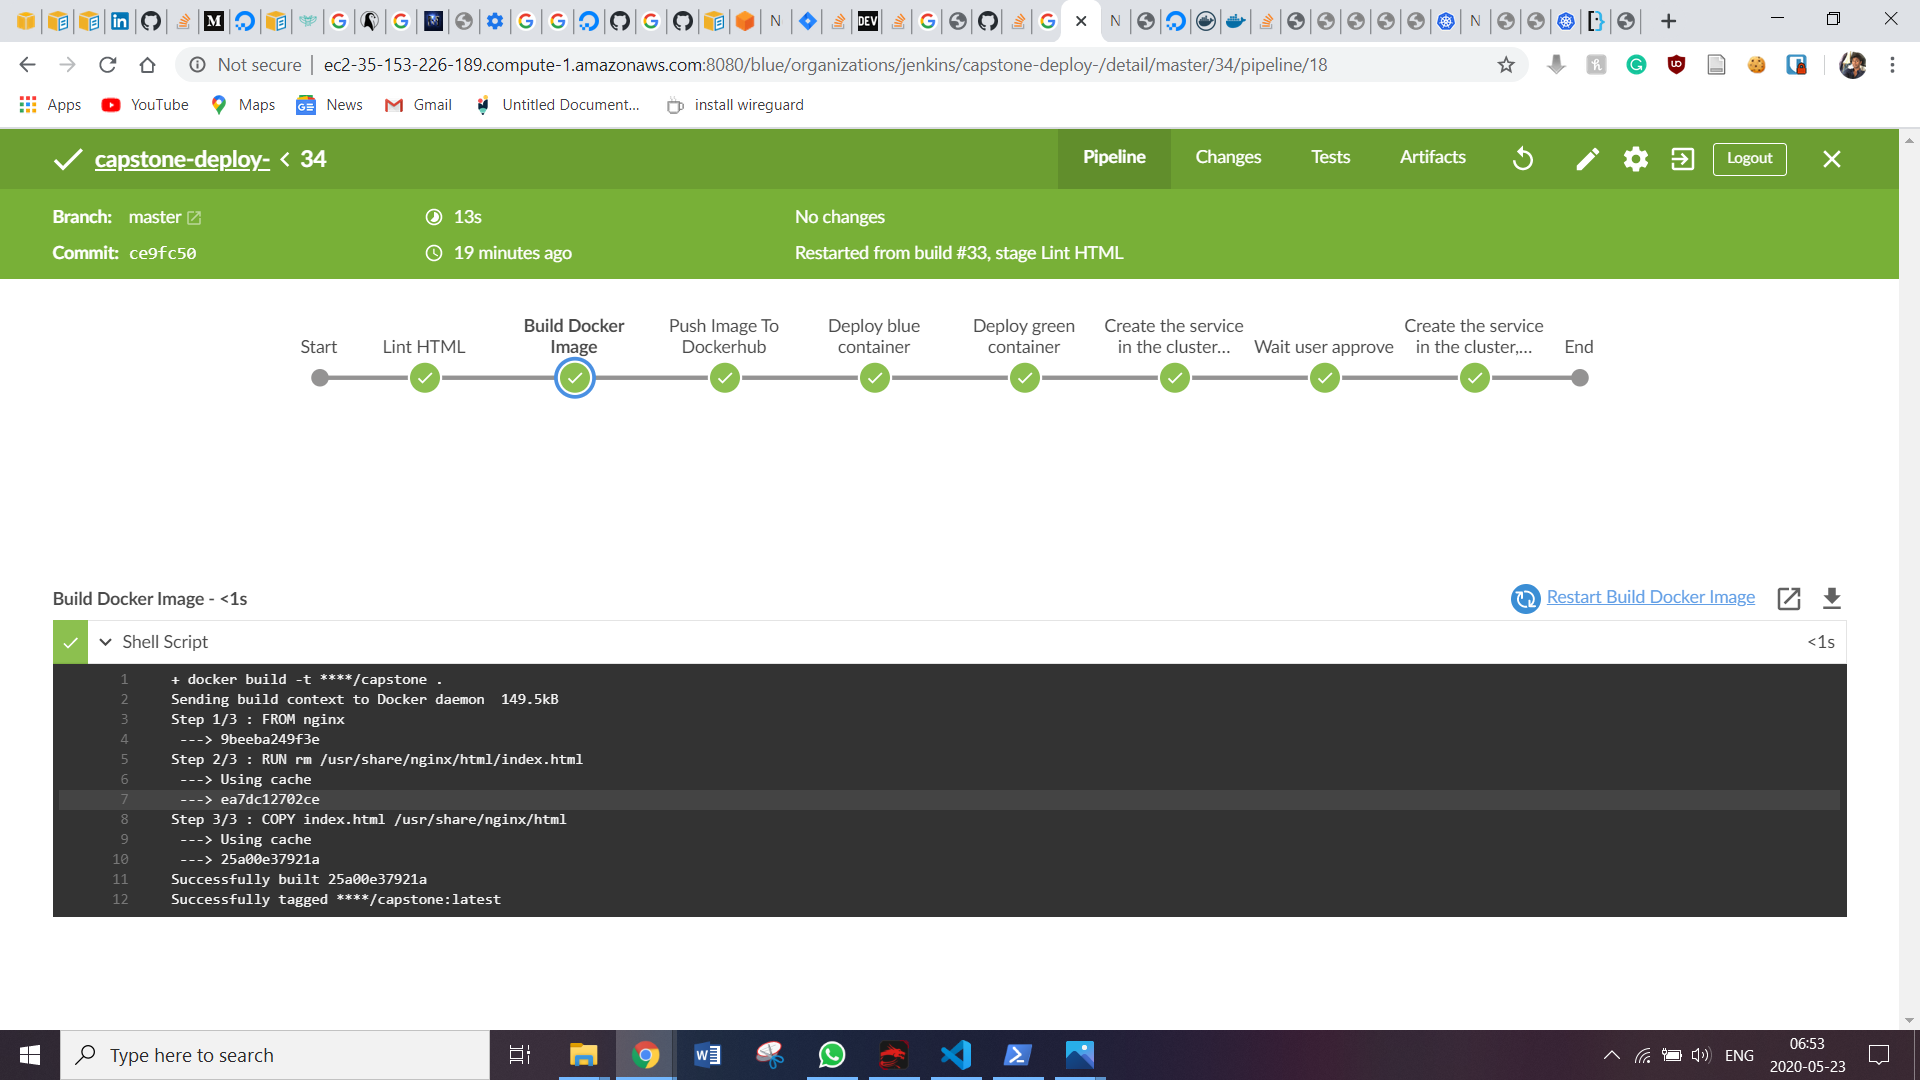 Not secure | ec2-35-153-226-189.compute-1.amazonaws.com:8080/blue/organizations/jenkins/capstone-deploy-/detail/master/34/pipeline/18
Apps YouTube Maps News Gmail Untitled Document... install wireguard
capstone-deploy- < 34 Pipeline Changes Tests Artifacts Logout
Branch: master 13s No changes
Commit: ce9fc50 19 minutes ago Restarted from build #33, stage Lint HTML
Start
Lint HTML
Build Docker
Image
Push Image To
Dockerhub
Deploy blue
container
Deploy green
container
Create the service
in the cluster...
Wait user approve
Create the service
in the cluster,...
End
Build Docker Image - <1s Restart Build Docker Image
Shell Script <1s
1 + docker build -t ****/capstone .
2 Sending build context to Docker daemon 149.5kB
3 Step 1/3 : FROM nginx
4 ---> 9beeba249f3e
5 Step 2/3 : RUN rm /usr/share/nginx/html/index.html
6 ---> Using cache
7 ---> ea7dc12702ce
8 Step 3/3 : COPY index.html /usr/share/nginx/html
9 ---> Using cache
10 ---> 25a00e37921a
11 Successfully built 25a00e37921a
12 Successfully tagged ****/capstone:latest
Type here to search
ENG
06:53
2020-05-23